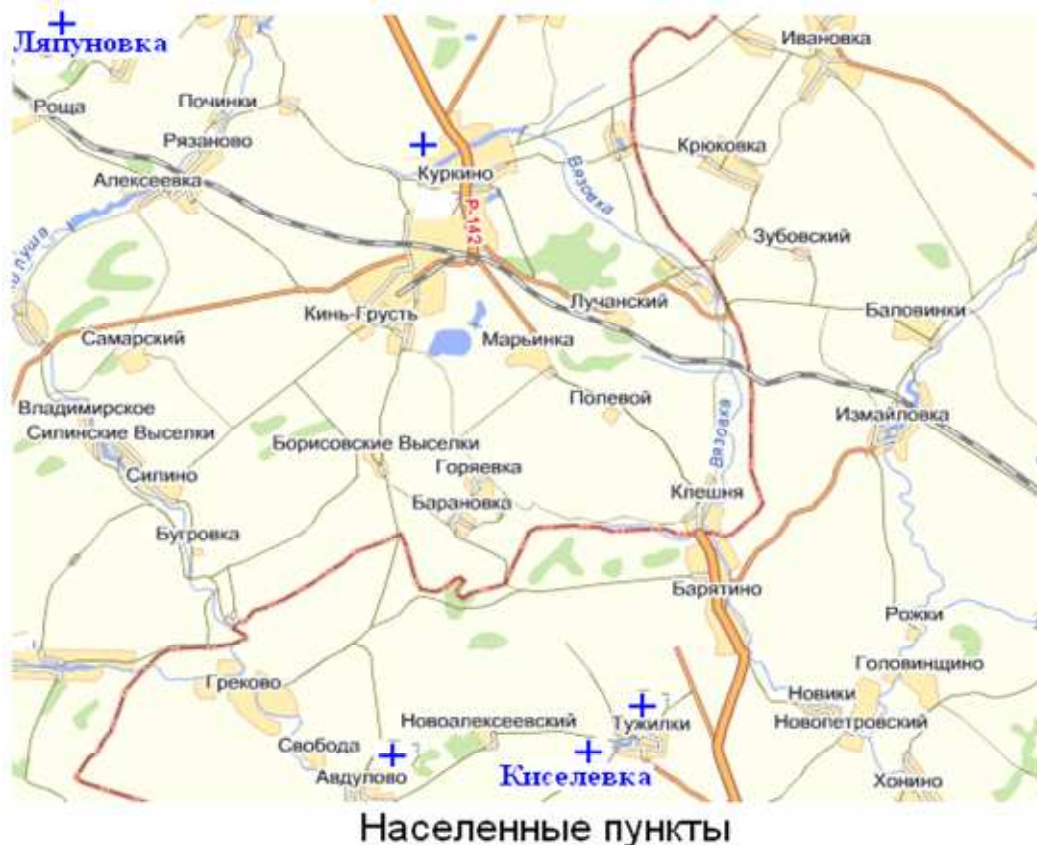 Ляпуновка
Ивановка
Роща
Починки
Рязаново
Крюковка
Алексеевка
Куркино
Вязовка
Р-142
Зубовский
Кинь-Грусть
Лучанский
Баловинки
Самарский
Марьинка
Полевой
Владимирское
Измайловка
Силинские Выселки
Борисовские Выселки
Вязовка
Силино
Горяевка
Клешня
Барановка
Бугровка
Барятино
Рожки
Головинщино
Греково
Новики
Новоалексеевский
Тужилки
Новопетровский
Свобода
Авдулово
Киселевка
Хонино
Населенные пункты